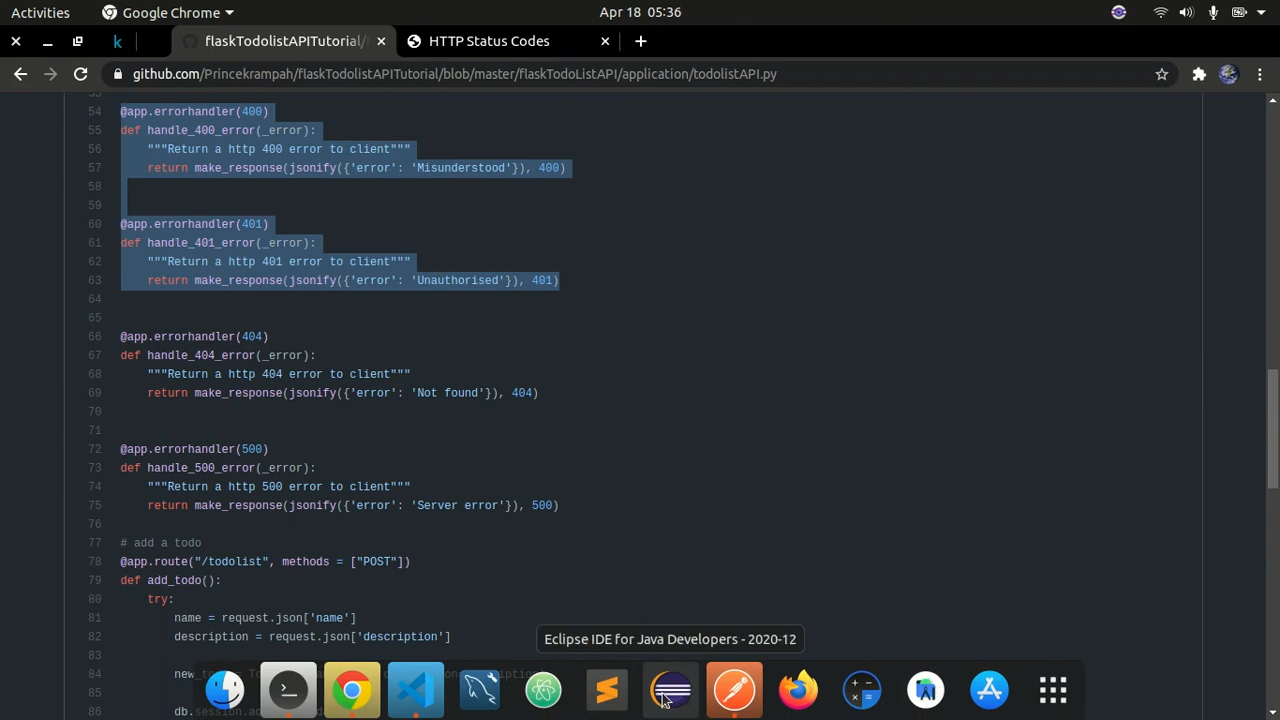 Activities
Google Chrome
Apr 18 05:36
flaskTodolistAPITutorial/
HTTP Status Codes
github.com/Princekrampah/flaskTodolistAPITutorial/blob/master/flaskTodoListAPI/application/todolistAPI.py
53
54 @app.errorhandler(400)
55 def handle_400_error(_error):
56 """Return a http 400 error to client"""
57 return make_response(jsonify({'error': 'Misunderstood'}), 400)
58
59
60 @app.errorhandler(401)
61 def handle_401_error(_error):
62 """Return a http 401 error to client"""
63 return make_response(jsonify({'error': 'Unauthorised'}), 401)
64
65
66 @app.errorhandler(404)
67 def handle_404_error(_error):
68 """Return a http 404 error to client"""
69 return make_response(jsonify({'error': 'Not found'}), 404)
70
71
72 @app.errorhandler(500)
73 def handle_500_error(_error):
74 """Return a http 500 error to client"""
75 return make_response(jsonify({'error': 'Server error'}), 500)
76
77 # add a todo
78 @app.route("/todolist", methods = ["POST"])
79 def add_todo():
80 try:
81 name = request.json['name']
82 description = request.json['description']
83
Eclipse IDE for Java Developers - 2020-12
84
85
86